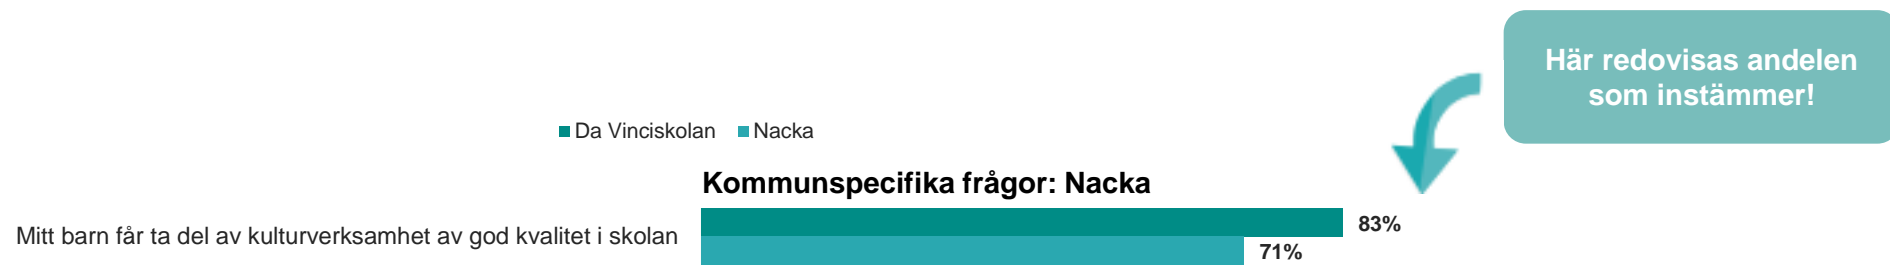 Här redovisas andelen
som instämmer!
Da Vinciskolan Nacka
Kommunspecifika frågor: Nacka
Mitt barn får ta del av kulturverksamhet av god kvalitet i skolan
83%
71%